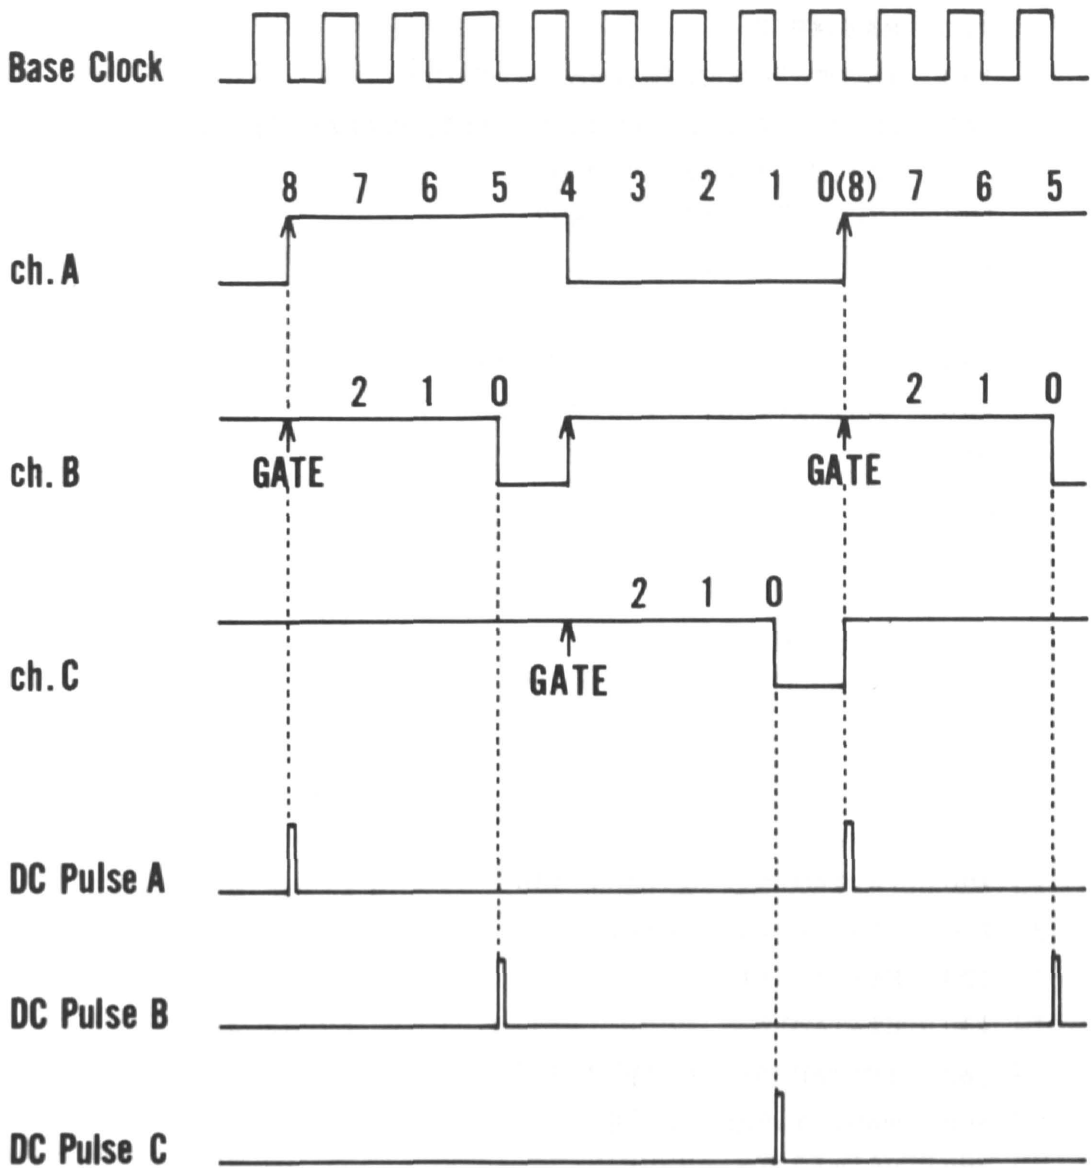 Base Clock
8 7 6 5 4 3 2 1 0(8) 7 6 5
ch. A
2 1 0 2 1 0
ch. B GATE GATE
2 1 0
ch. C GATE
DC Pulse A
DC Pulse B
DC Pulse C